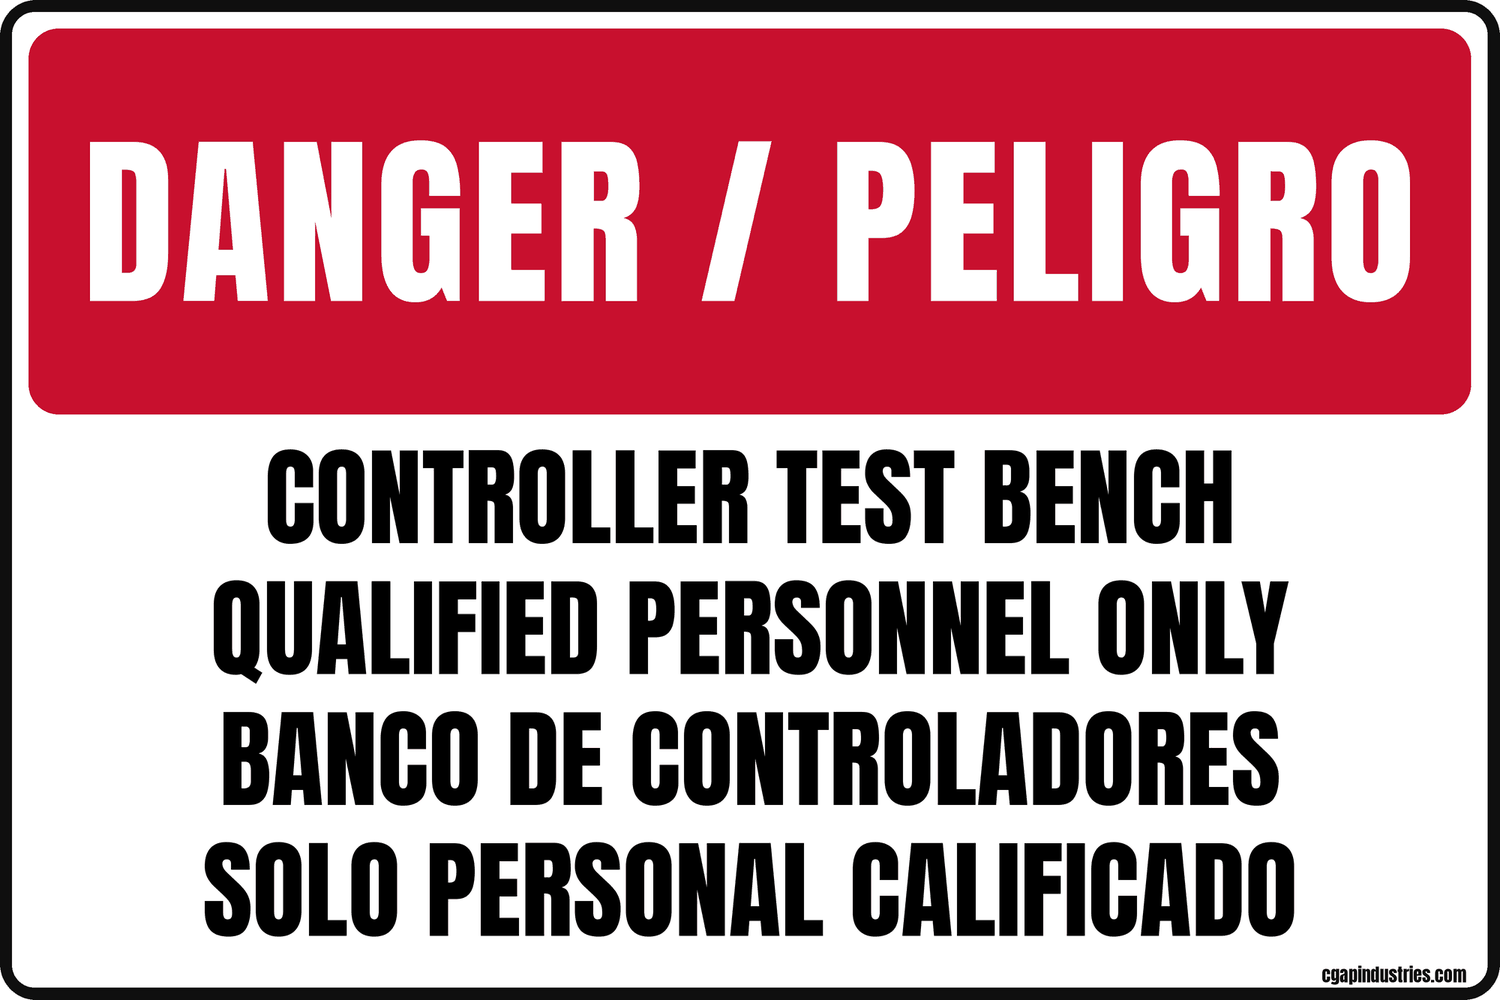 DANGER / PELIGRO
CONTROLLER TEST BENCH
QUALIFIED PERSONNEL ONLY
BANCO DE CONTROLADORES
SOLO PERSONAL CALIFICADO
cgapindustries.com